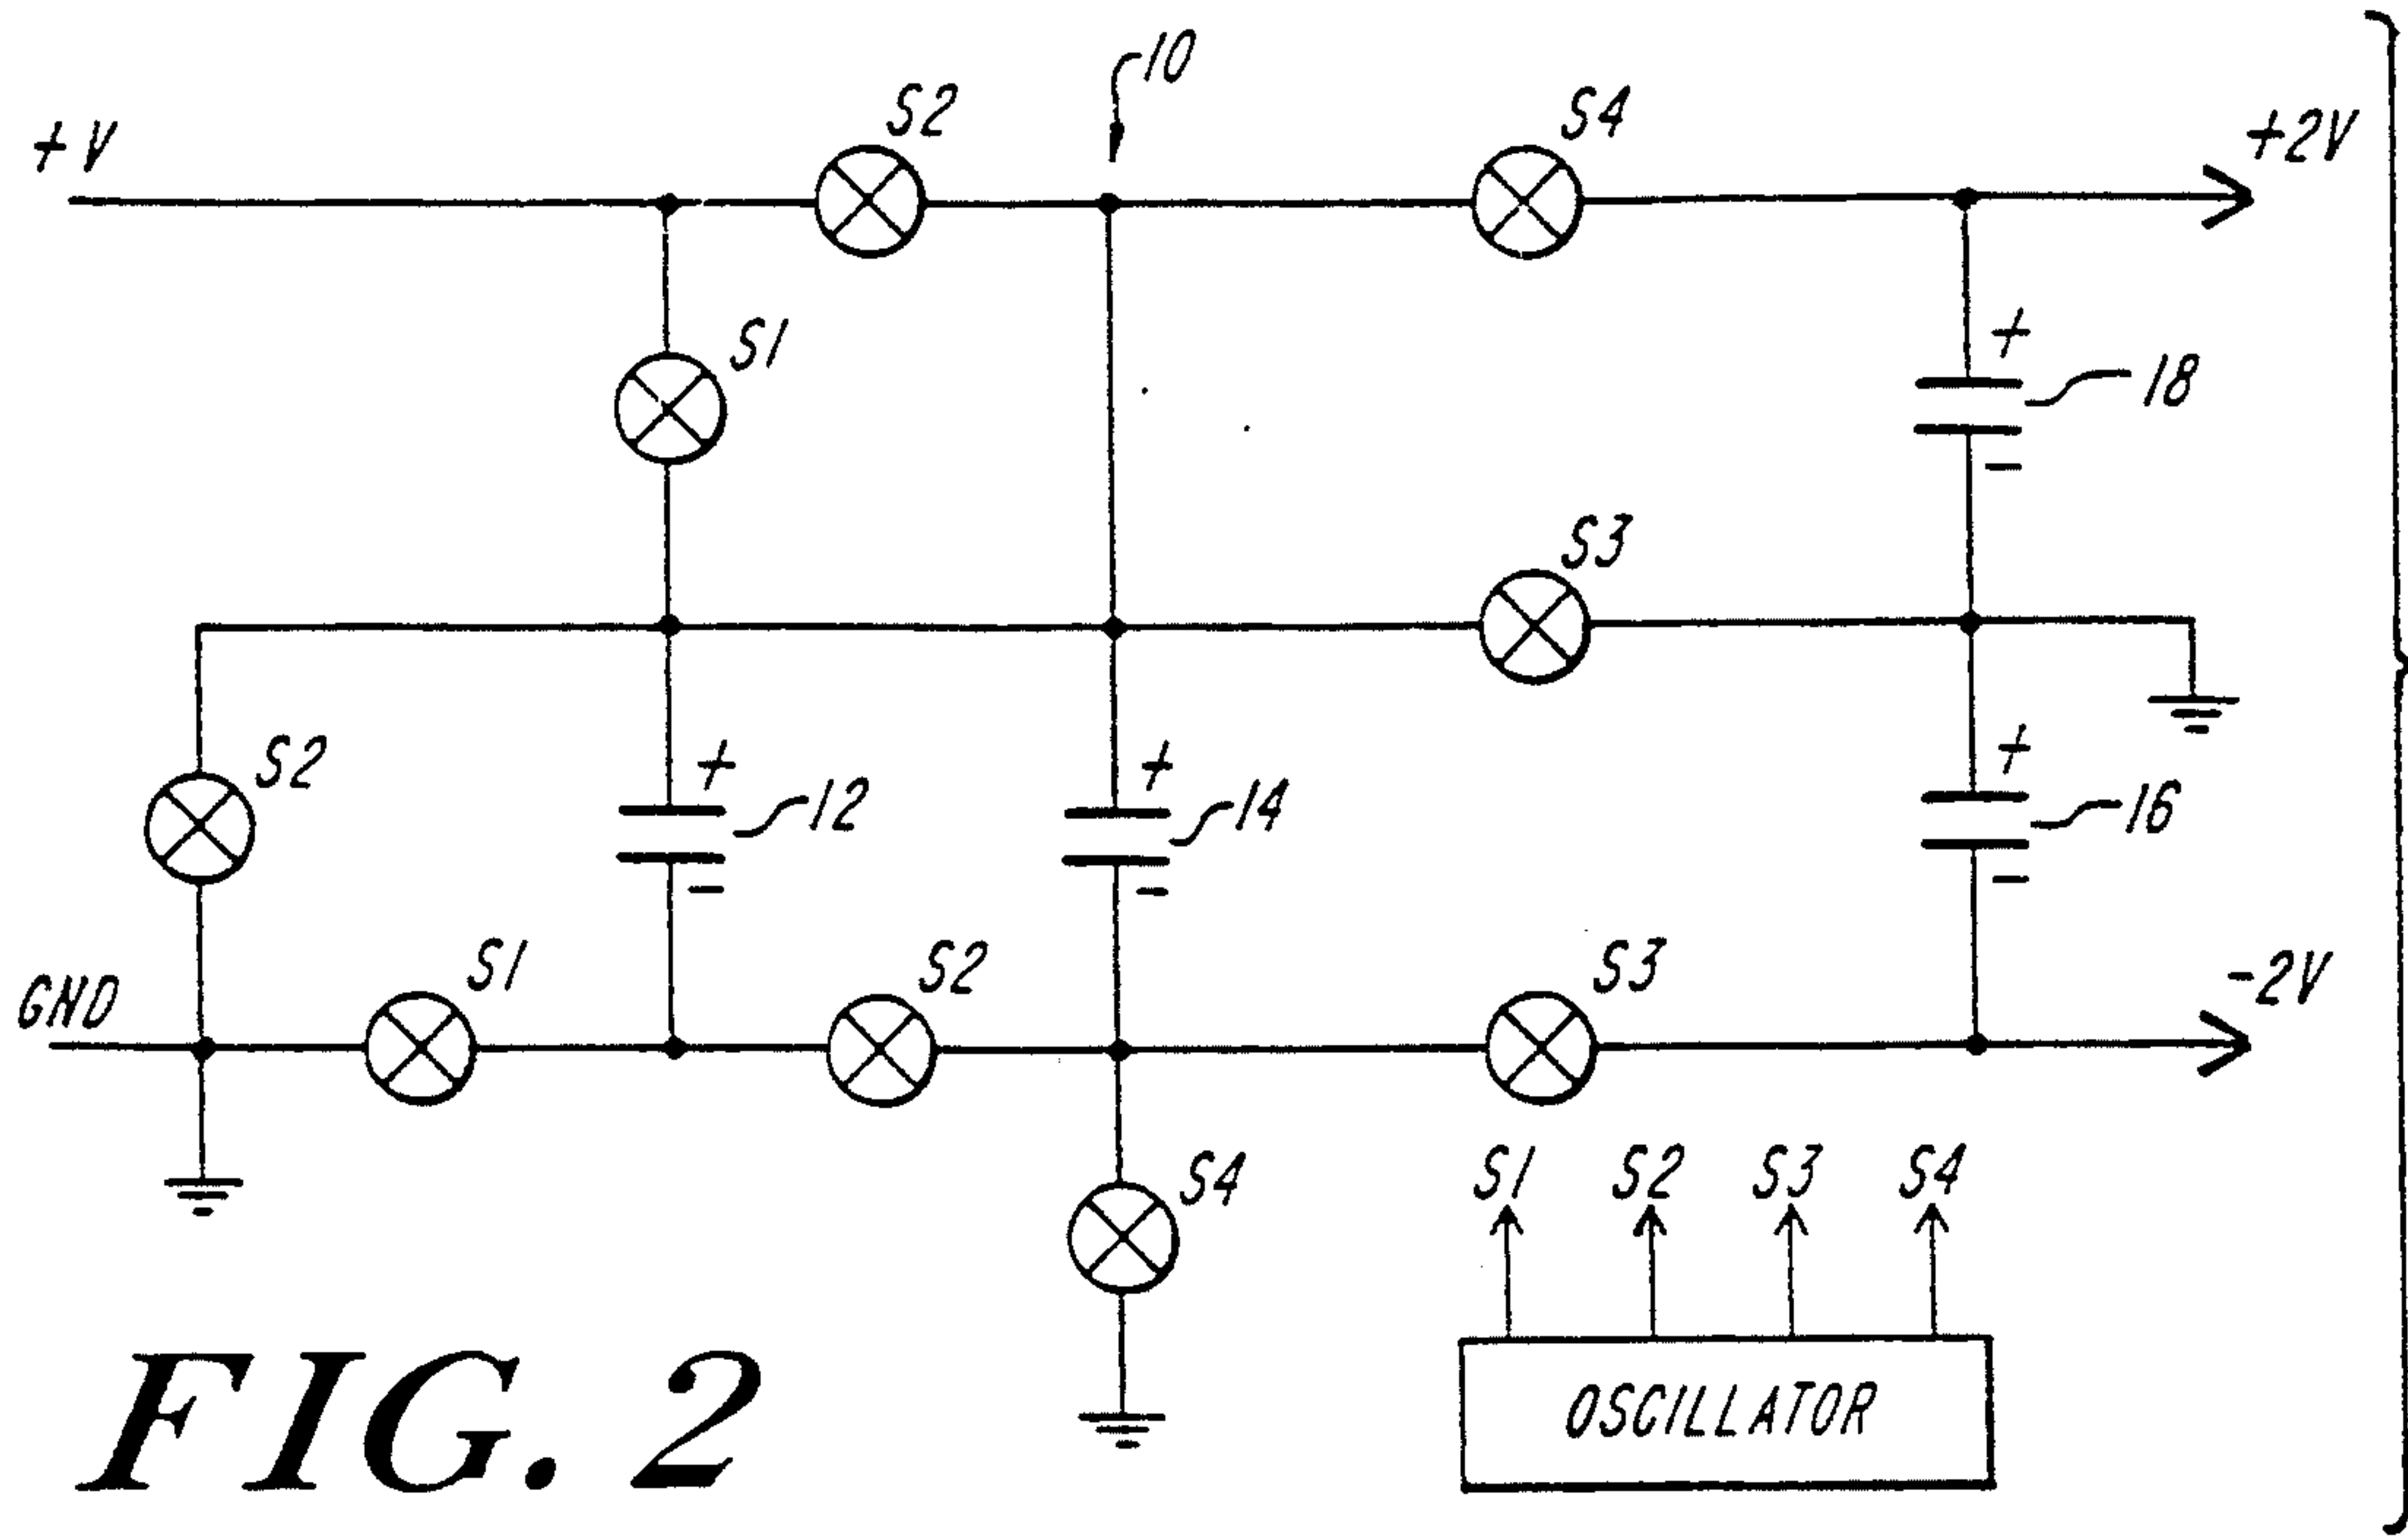 10
+V
S2
S4
+2V
S1
+
18
-
S3
S2
+
12
-
+
14
-
+
16
-
GND
S1
S2
S3
-2V
S4
S1 S2 S3 S4
OSCILLATOR
FIG. 2